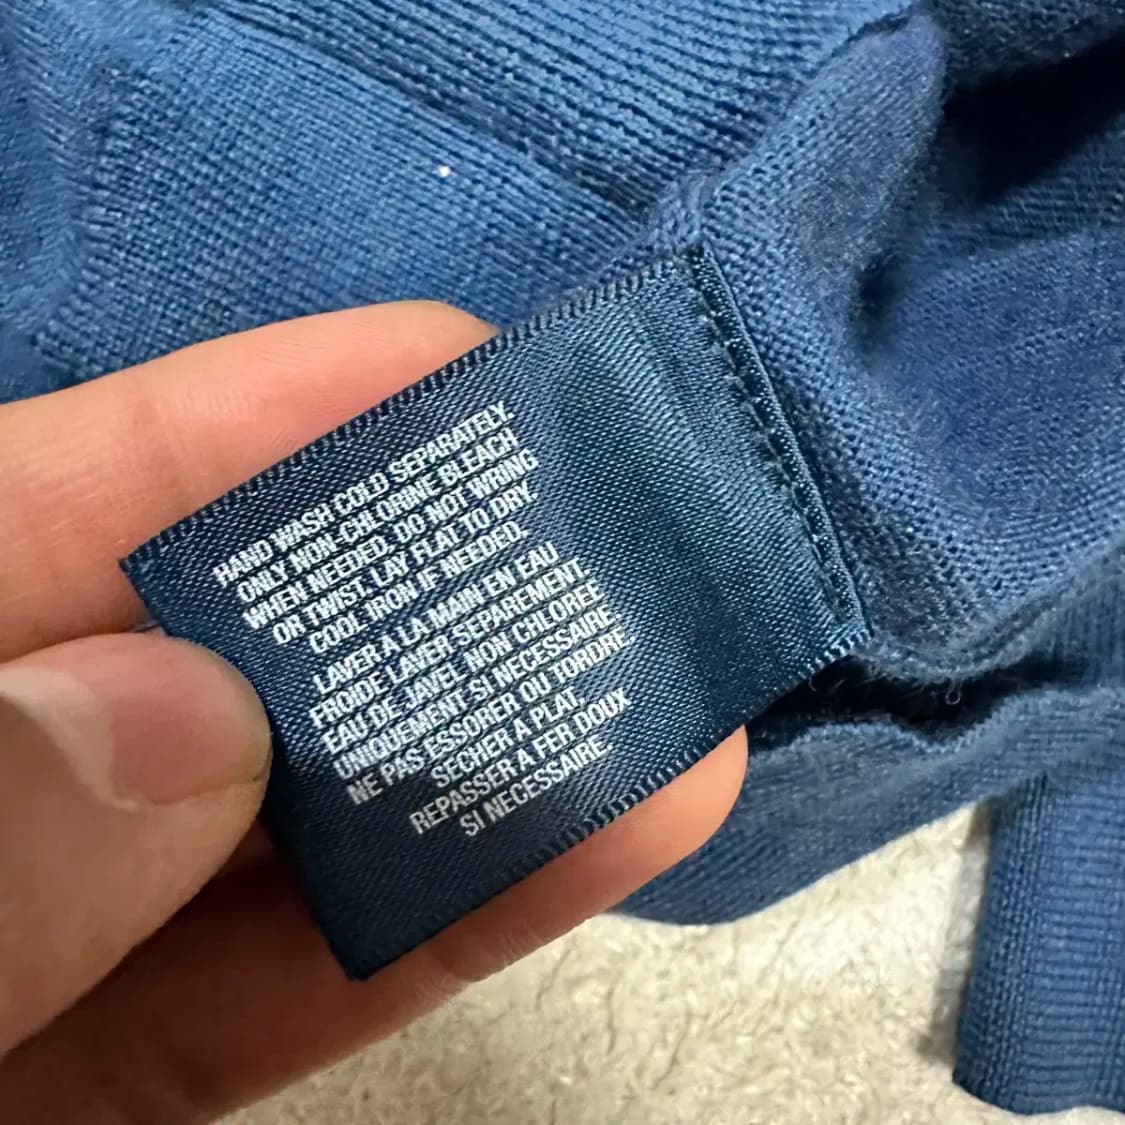 HAND WASH COLD SEPARATELY.
ONLY NON-CHLORINE BLEACH
WHEN NEEDED. DO NOT WRING
OR TWIST. LAY FLAT TO DRY.
COOL IRON IF NEEDED.
LAVER A LA MAIN EN EAU
FROIDE LAVER SEPAREMENT.
EAU DE JAVEL NON CHLOREE
UNIQUEMENT SI NECESSAIRE.
NE PAS ESSORER OU TORDRE.
SECHER A PLAT.
REPASSER A FER DOUX
SI NECESSAIRE.